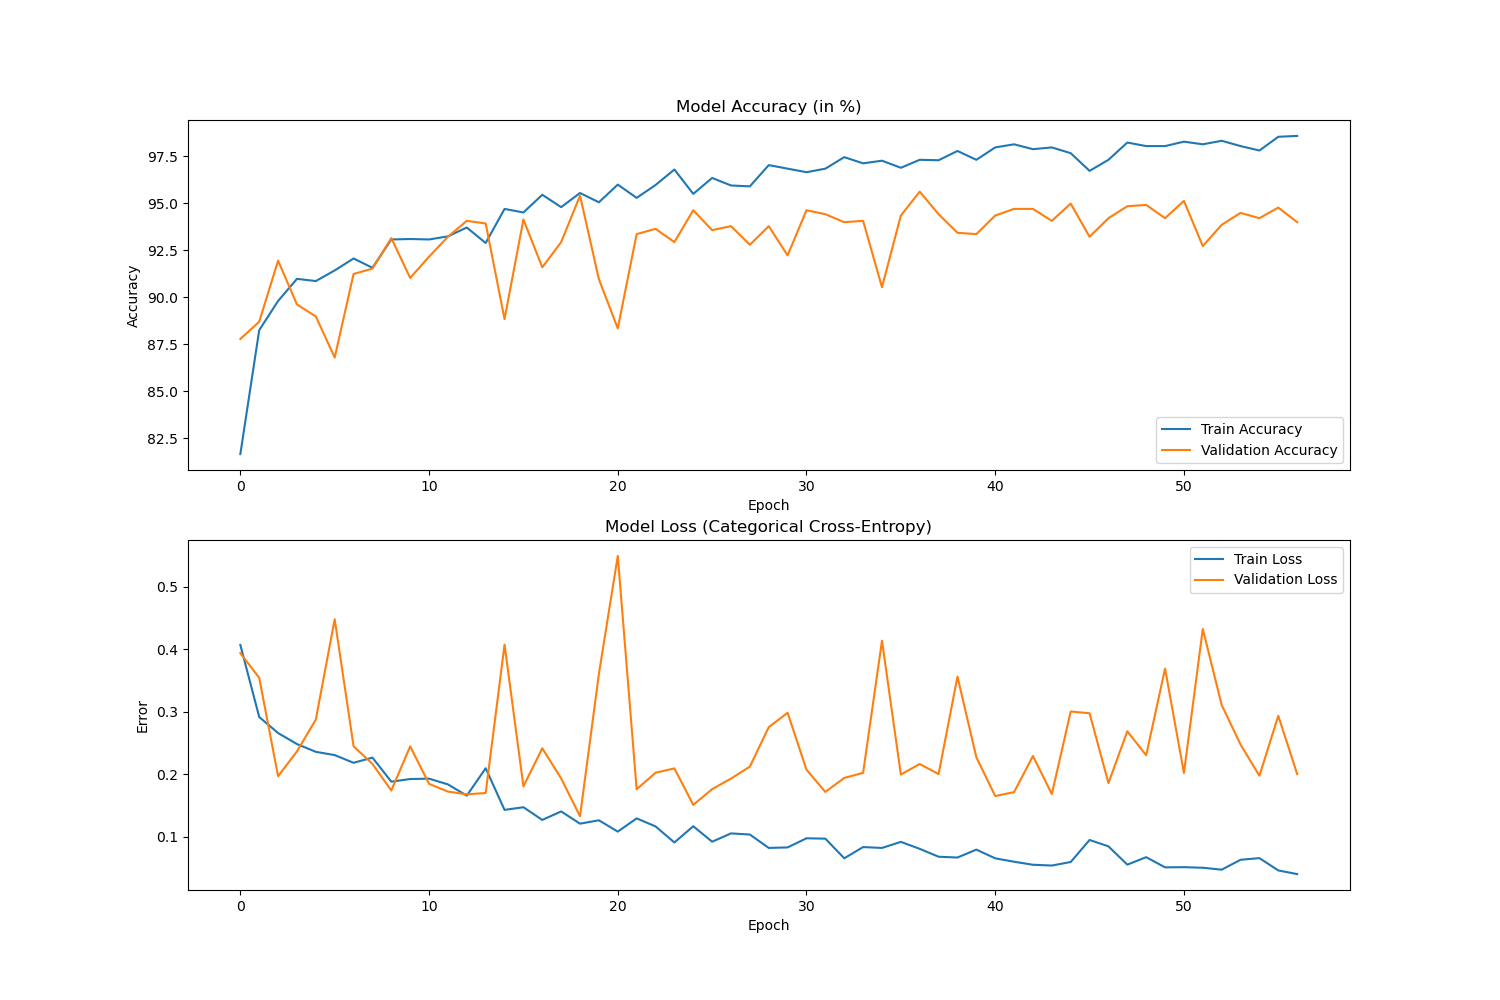 Model Accuracy (in %)
97.5
95.0
92.5
90.0
87.5
85.0
82.5
Accuracy
Train Accuracy
Validation Accuracy
0 10 20 30 40 50
Epoch
Model Loss (Categorical Cross-Entropy)
0.5
0.4
0.3
0.2
0.1
Error
Train Loss
Validation Loss
0 10 20 30 40 50
Epoch